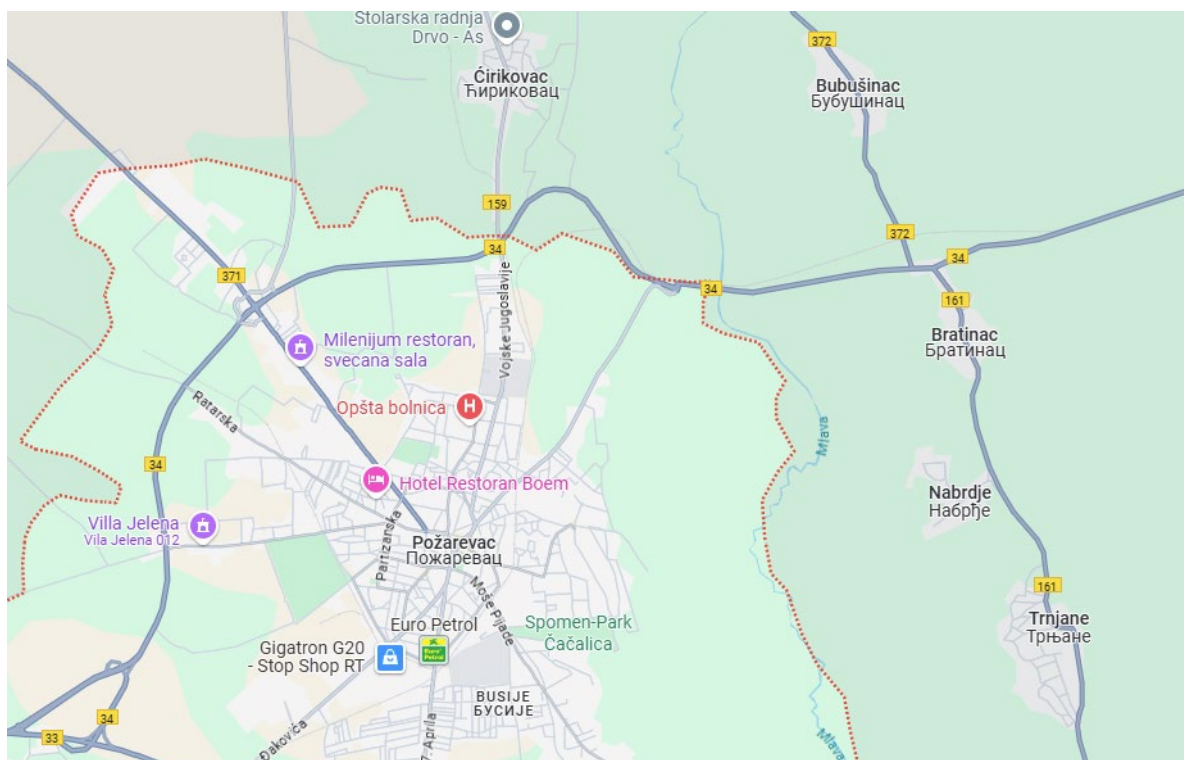 Stolarska radnja
Drvo - As
Ćirikovac
Ћириковац
372
Bubušinac
Бубушинац
159
34
372
34
371
34
161
Milenijum restoran,
svecana sala
Vojske Jugoslavije
Bratinac
Братинац
Ratarska
Opšta bolnica
H
Mlava
34
Hotel Restoran Boem
Nabrdje
Набрђе
Villa Jelena
Vila Jelena 012
Partizanska
Požarevac
Пожаревац
Moše Pijade
161
Euro Petrol
Euro Petrol
Spomen-Park
Čačalica
Trnjane
Трњане
Gigatron G20
- Stop Shop RT
BUSIJE
БУСИЈЕ
34
33
Đakovića
7. Aprila
Mlava